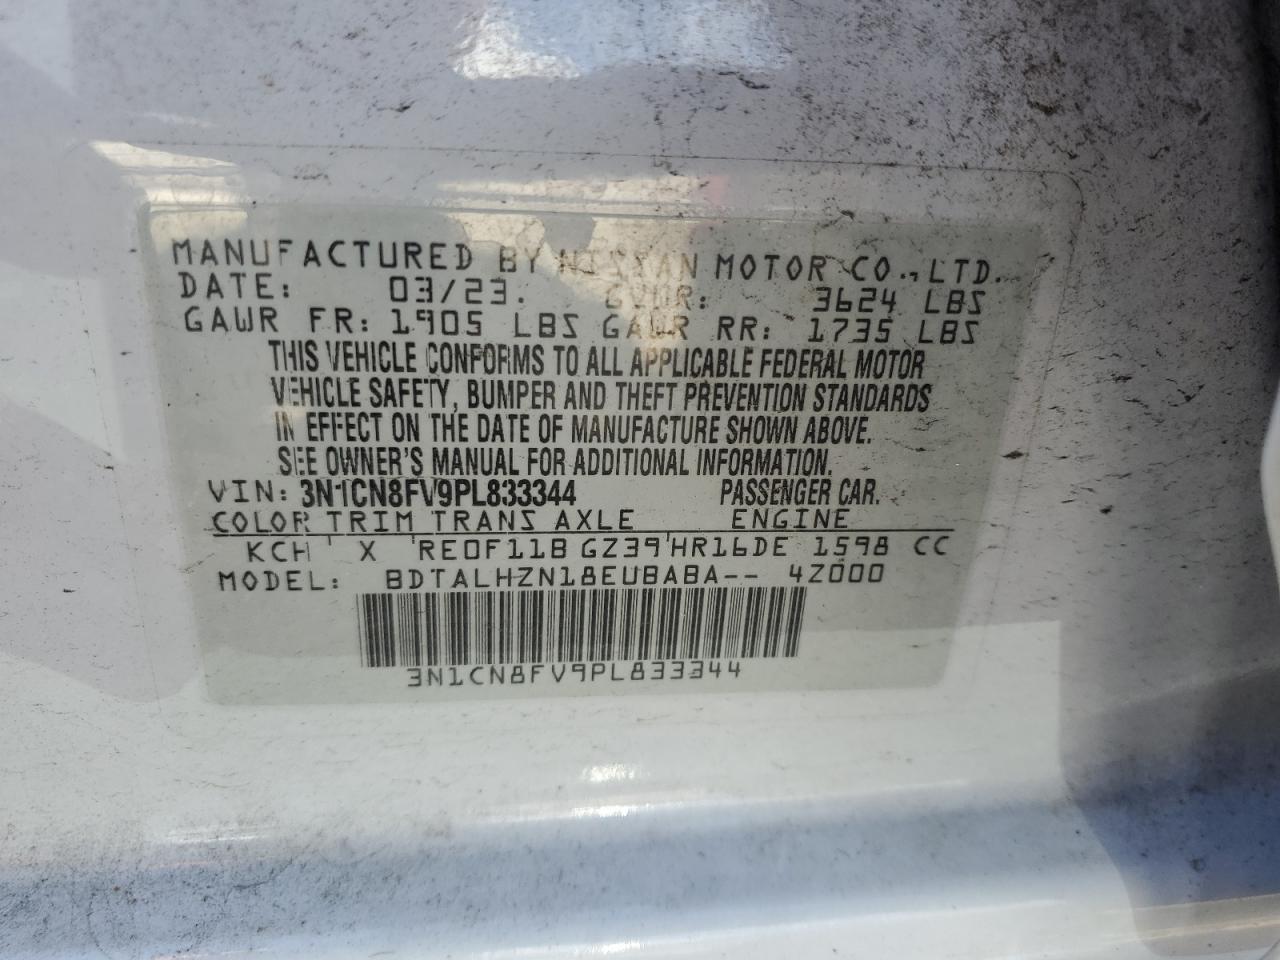 MANUFACTURED BY NISSAN MOTOR CO., LTD.
DATE: 03/23. GVWR: 3624 LBS
GAWR FR: 1905 LBS GAWR RR: 1735 LBS
THIS VEHICLE CONFORMS TO ALL APPLICABLE FEDERAL MOTOR
VEHICLE SAFETY, BUMPER AND THEFT PREVENTION STANDARDS
IN EFFECT ON THE DATE OF MANUFACTURE SHOWN ABOVE.
SEE OWNER'S MANUAL FOR ADDITIONAL INFORMATION.
VIN: 3N1CN8FV9PL833344 PASSENGER CAR.
COLOR TRIM TRANS AXLE ENGINE
KCH X RE0F11B GZ39 HR16DE 1598 CC
MODEL: BDTALHZN18EUBABA-- 4Z000
3N1CN8FV9PL833344